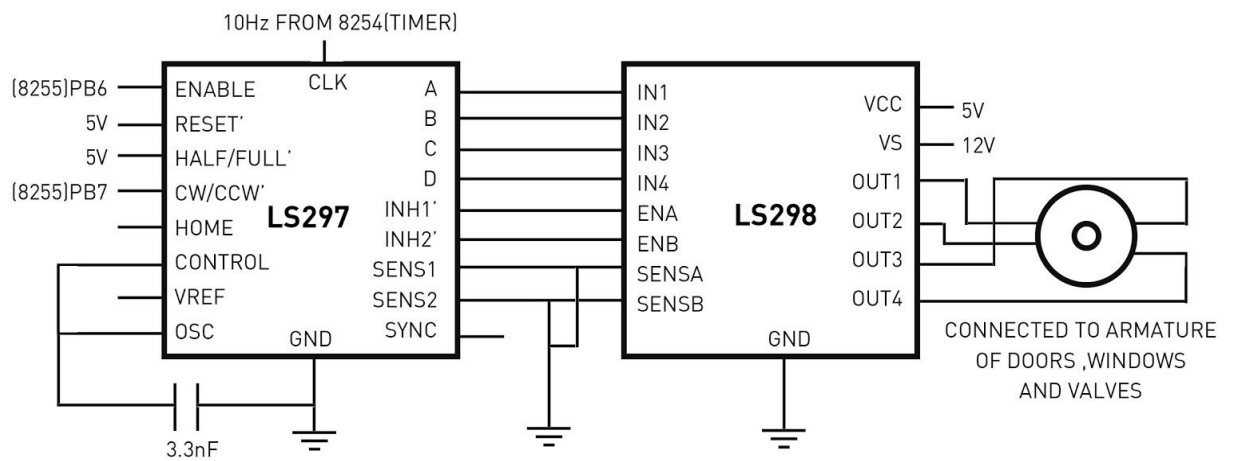 10Hz FROM 8254(TIMER)
CLK
(8255)PB6
ENABLE
5V
RESET'
5V
HALF/FULL'
(8255)PB7
CW/CCW'
HOME
CONTROL
VREF
OSC
LS297
A
B
C
D
INH1'
INH2'
SENS1
SENS2
SYNC
GND
3.3nF
IN1
IN2
IN3
IN4
ENA
ENB
SENSA
SENSB
LS298
VCC
5V
VS
12V
OUT1
OUT2
OUT3
OUT4
GND
CONNECTED TO ARMATURE
OF DOORS ,WINDOWS
AND VALVES